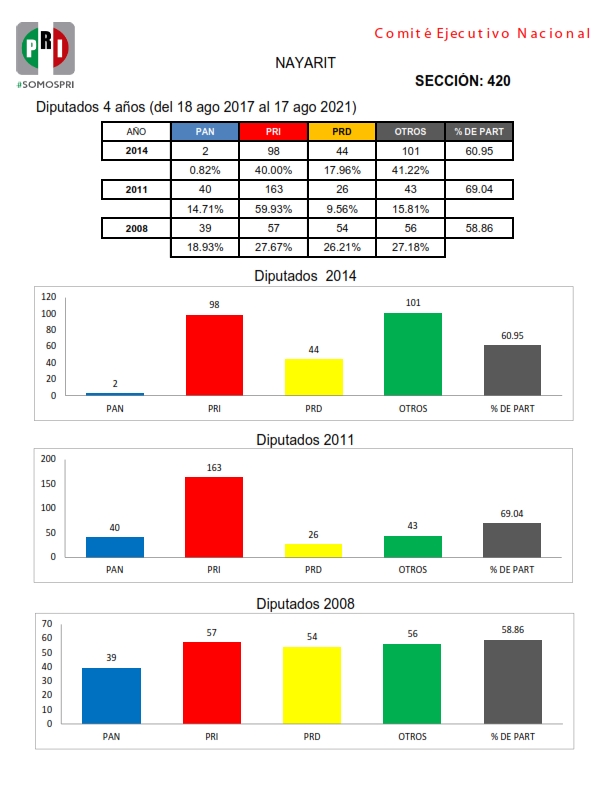 Comité Ejecutivo Nacional
PRI
#SOMOSPRI
NAYARIT
SECCIÓN: 420
Diputados 4 años (del 18 ago 2017 al 17 ago 2021)
AÑO PAN PRI PRD OTROS % DE PART
2014 2 98 44 101 60.95
0.82% 40.00% 17.96% 41.22%
2011 40 163 26 43 69.04
14.71% 59.93% 9.56% 15.81%
2008 39 57 54 56 58.86
18.93% 27.67% 26.21% 27.18%
Diputados 2014
120
100
80
60
40
20
0
2 98 44 101 60.95
PAN PRI PRD OTROS % DE PART
Diputados 2011
200
150
100
50
0
40 163 26 43 69.04
PAN PRI PRD OTROS % DE PART
Diputados 2008
70
60
50
40
30
20
10
0
39 57 54 56 58.86
PAN PRI PRD OTROS % DE PART